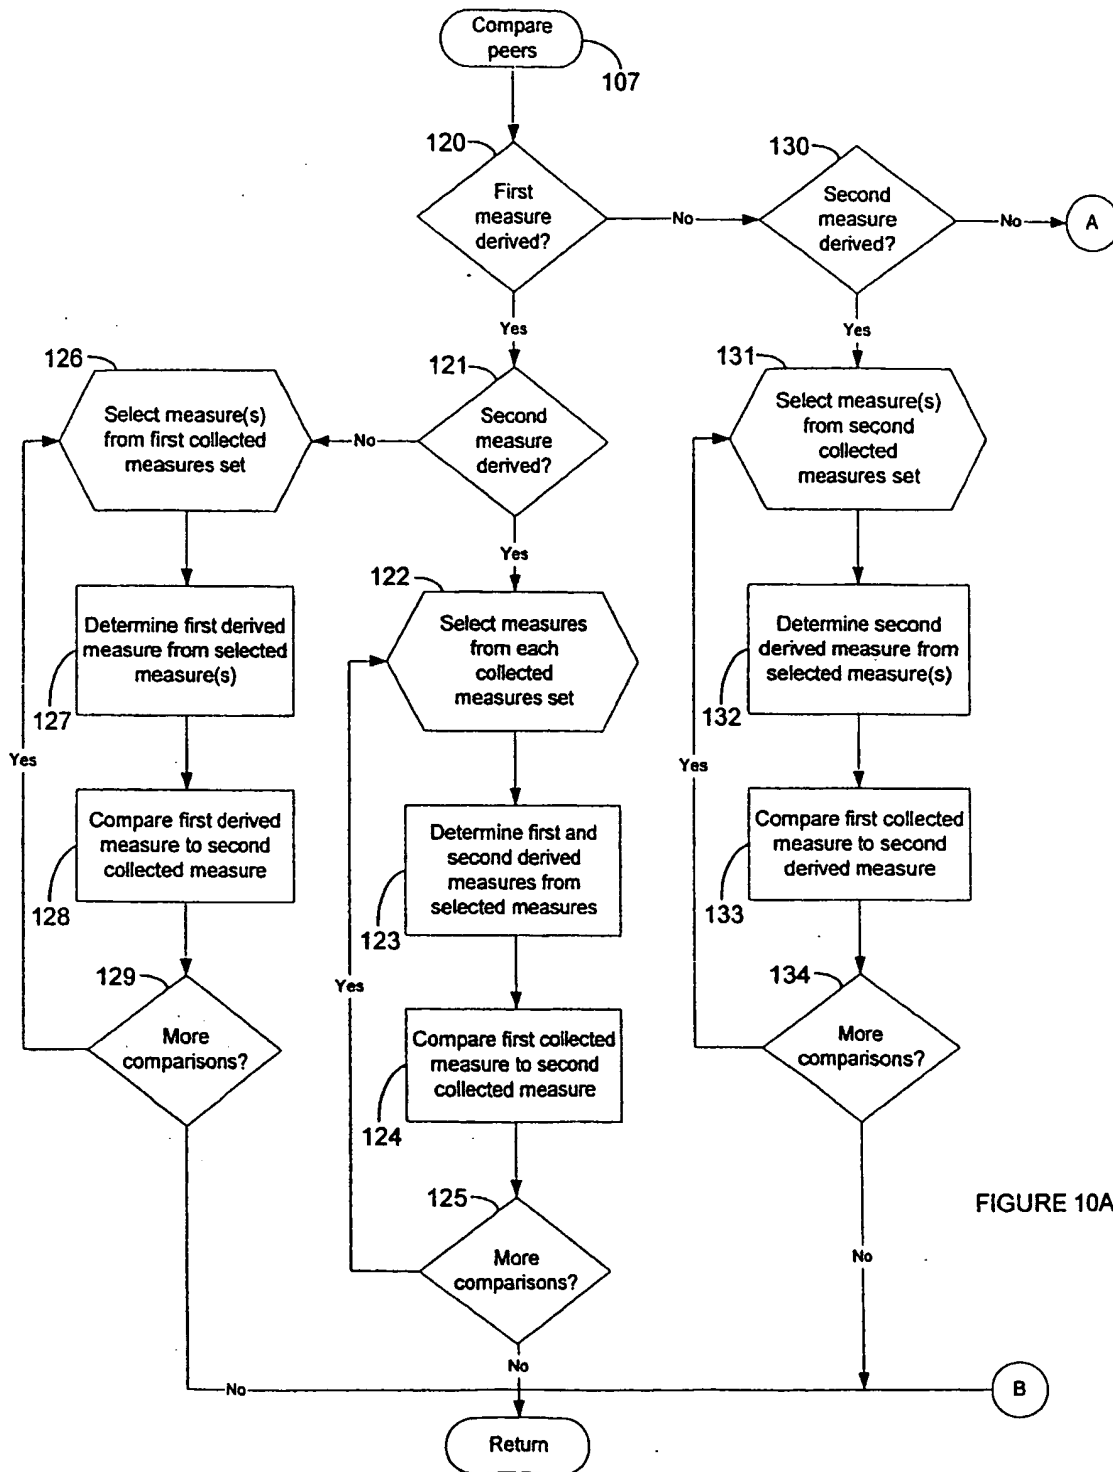 Compare
peers
107
120
First
measure
derived?
No
130
Second
measure
derived?
No
A
Yes
Yes
126
Select measure(s)
from first collected
measures set
No
121
Second
measure
derived?
131
Select measure(s)
from second
collected
measures set
Yes
122
Select measures
from each
collected
measures set
Determine first derived
measure from selected
measure(s)
127
Determine second
derived measure from
selected measure(s)
132
Yes
Yes
Compare first derived
measure to second
collected measure
128
Determine first and
second derived
measures from
selected measures
123
Compare first collected
measure to second
derived measure
133
Yes
129
More
comparisons?
134
More
comparisons?
Compare first collected
measure to second
collected measure
124
125
More
comparisons?
FIGURE 10A
No
No
No
B
Return